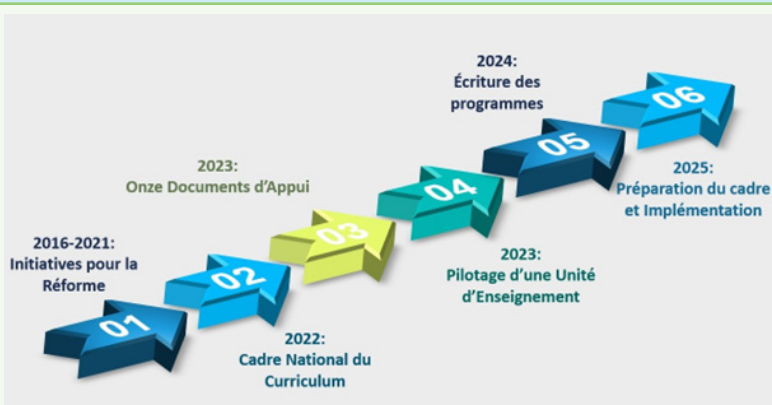 2016-2021:
Initiatives pour la
Réforme
01
2022:
Cadre National du
Curriculum
02
2023:
Onze Documents d’Appui
03
2023:
Pilotage d’une Unité
d’Enseignement
04
2024:
Écriture des
programmes
05
2025:
Préparation du cadre
et Implémentation
06